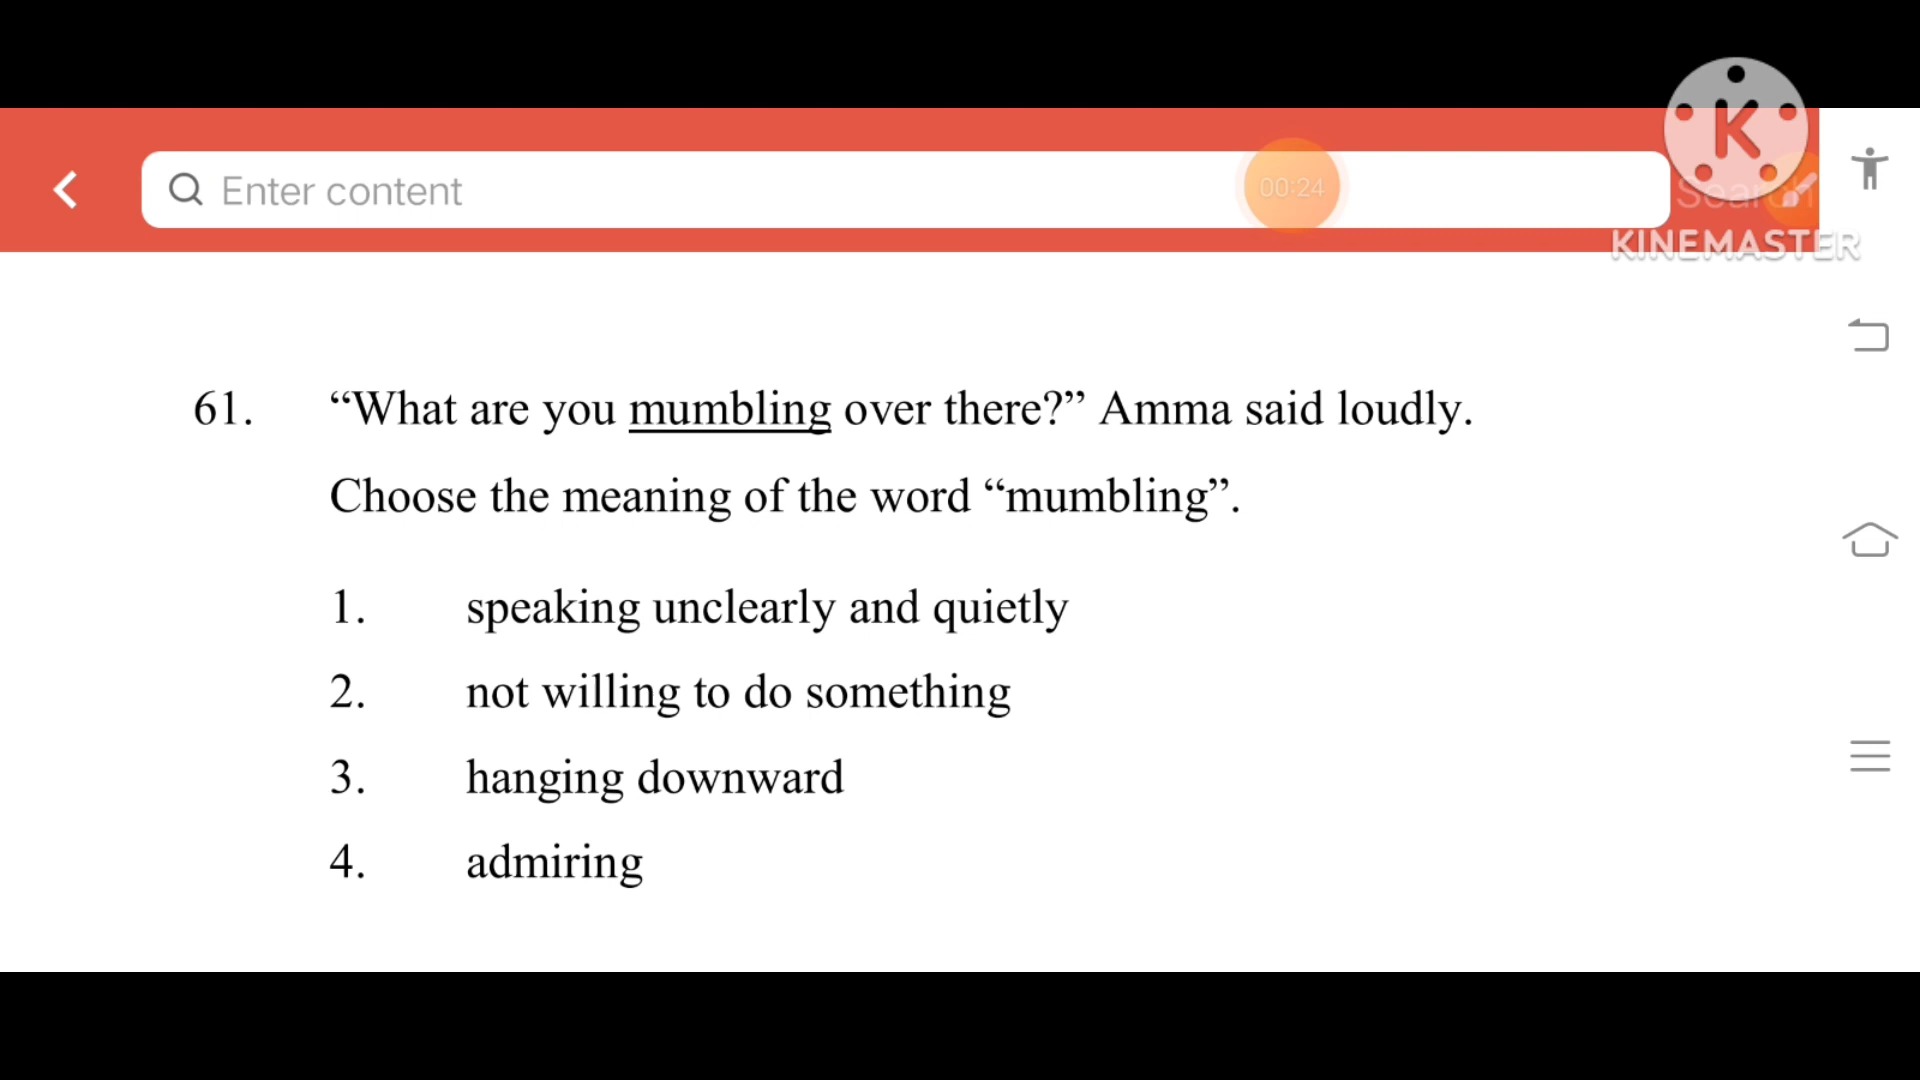 K
Enter content
00:24
Search
KINEMASTER
61. “What are you mumbling over there?” Amma said loudly.
Choose the meaning of the word “mumbling”.
1. speaking unclearly and quietly
2. not willing to do something
3. hanging downward
4. admiring